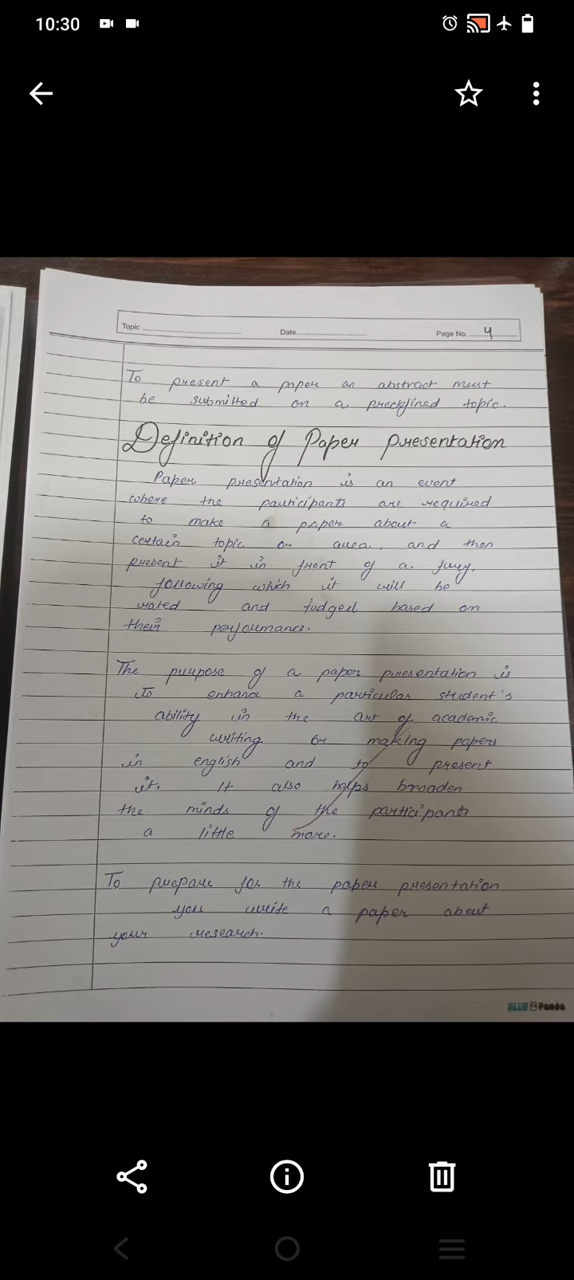 10:30
Topic
Date
Page No. 4
To present a paper an abstract must
be submitted on a predefined topic.
Definition of Paper presentation
Paper presentation is an event
where the participants are required
to make a paper about a
certain topic or area, and then
present it in front of a jury,
following which it will be
rated and judged based on
their performance.
The purpose of a paper presentation is
to enhance a particular student's
ability in the art of academic
writing or making papers
in english and to present
it. It also helps broaden
the minds of the participants
a little more.
To prepare for the paper presentation
you write a paper about
your research.
BLUE Panda